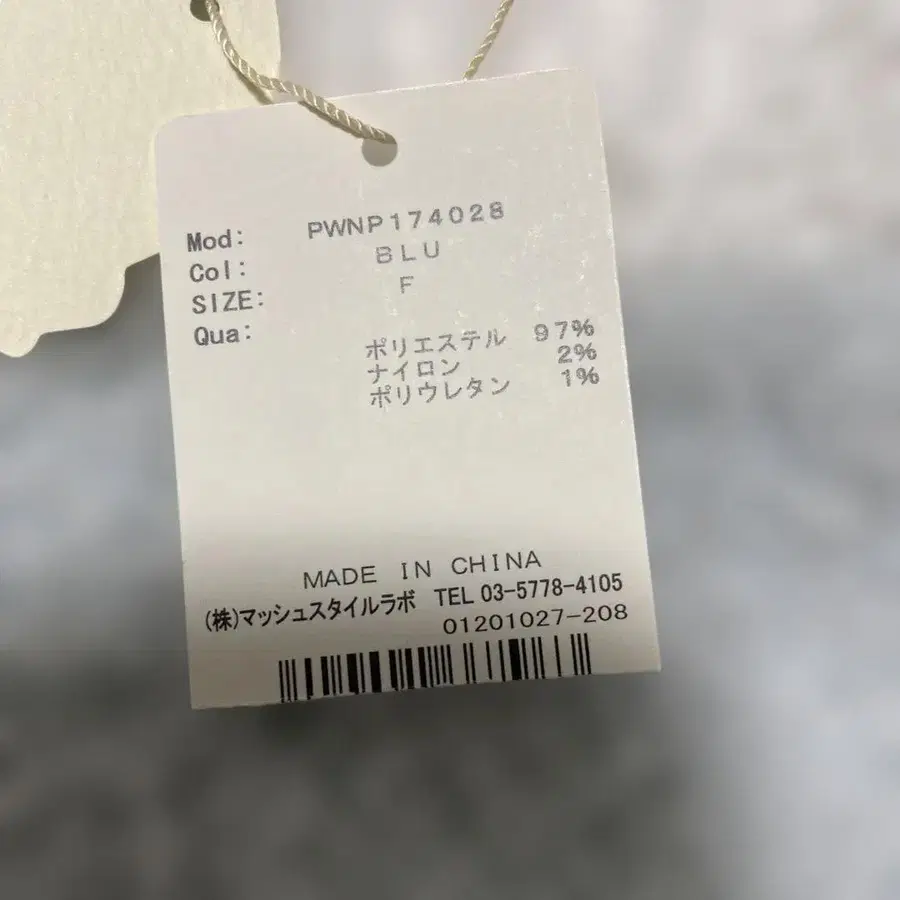 Mod: PWNP174028
Col: BLU
SIZE: F
Qua:
ポリエステル 97%
ナイロン 2%
ポリウレタン 1%
MADE IN CHINA
(株)マッシュスタイルラボ TEL 03-5778-4105
01201027-208